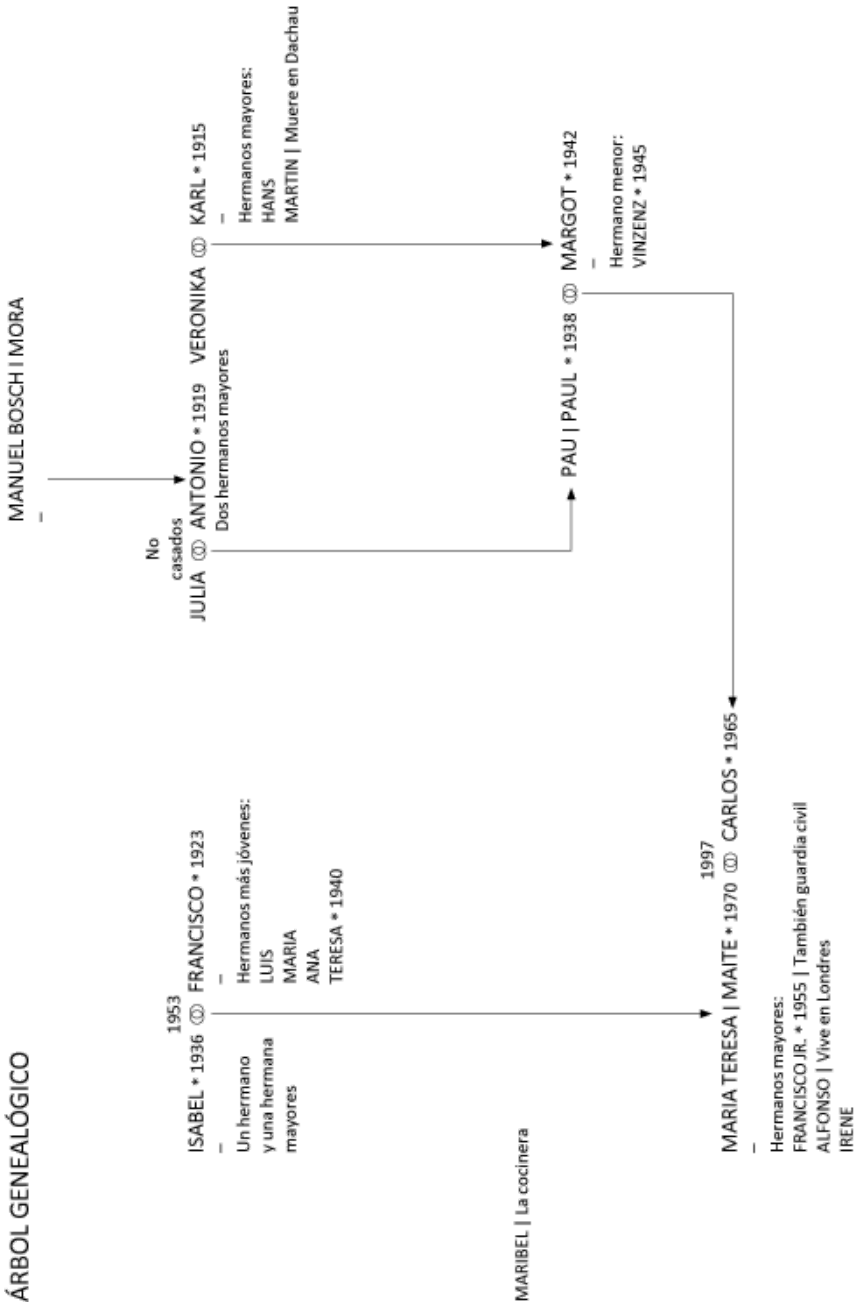 ÁRBOL GENEALÓGICO
MANUEL BOSCH I MORA
–
1953
ISABEL * 1936 ⚭ FRANCISCO * 1923
–
Un hermano
y una hermana
mayores
–
Hermanos más jóvenes:
LUIS
MARIA
ANA
TERESA * 1940
No
casados
JULIA ⚭ ANTONIO * 1919
Dos hermanos mayores
VERONIKA ⚭ KARL * 1915
–
Hermanos mayores:
HANS
MARTIN | Muere en Dachau
MARIBEL | La cocinera
PAU | PAUL * 1938 ⚭ MARGOT * 1942
–
Hermano menor:
VINZENZ * 1945
1997
MARIA TERESA | MAITE * 1970 ⚭ CARLOS * 1965
–
Hermanos mayores:
FRANCISCO JR. * 1955 | También guardia civil
ALFONSO | Vive en Londres
IRENE